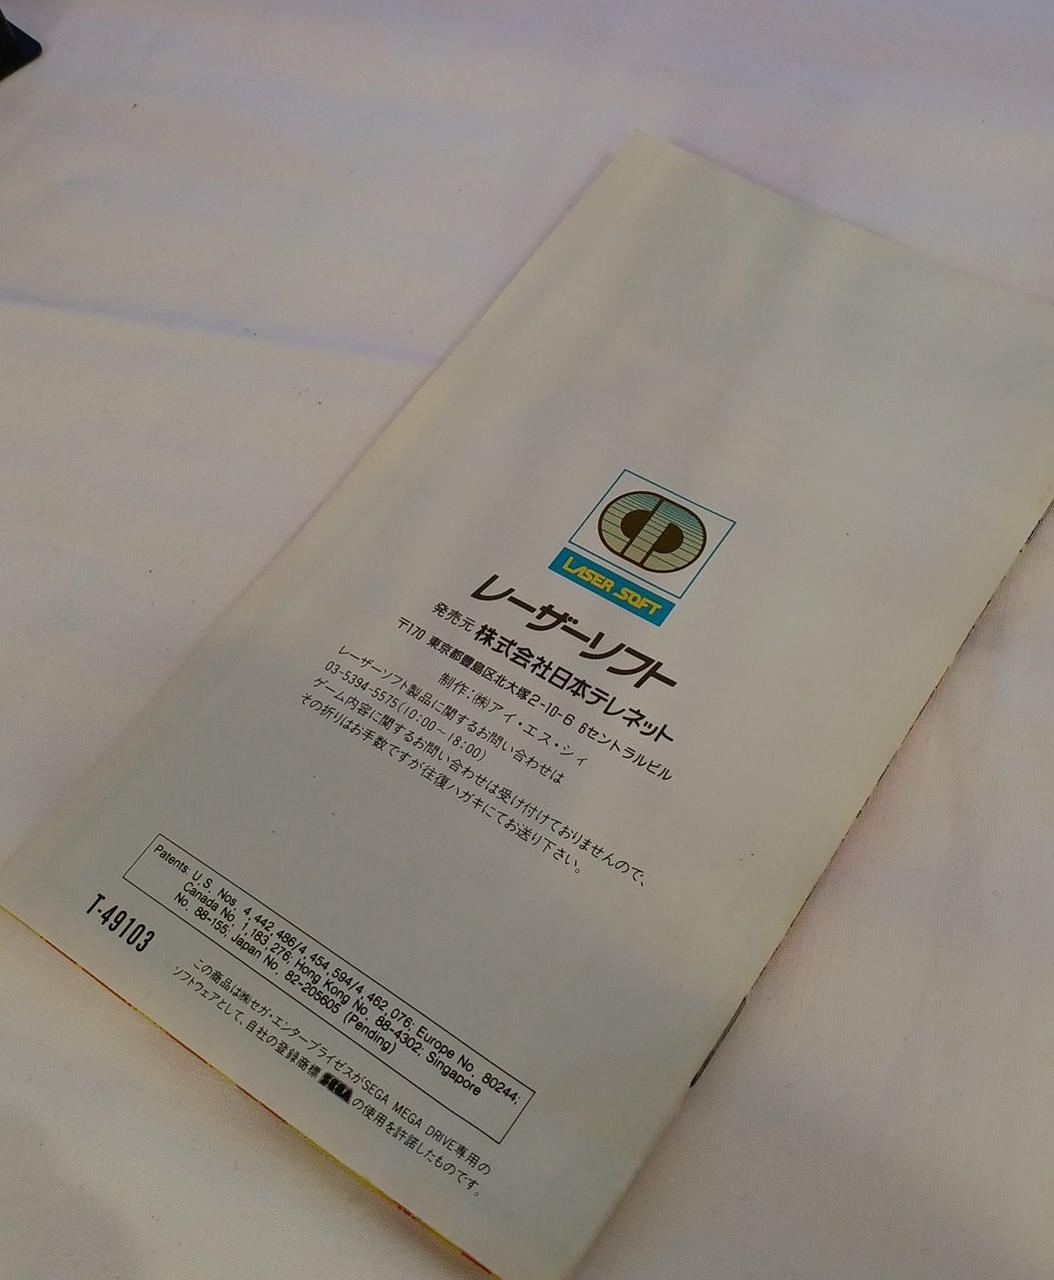 LASER SOFT
レーザーソフト
発売元 株式会社日本テレネット
〒170 東京都豊島区北大塚2-10-6 6セントラルビル
制作:㈱アイ・エス・シィ
レーザーソフト製品に関するお問い合わせは
03-5394-5575(10:00〜18:00)
ゲーム内容に関するお問い合わせは受け付けておりませんので、
その折りはお手数ですが往復ハガキにてお送り下さい。
Patents: U.S. Nos. 4,442,486/4,454,594/4,462,076; Europe No. 80244;
Canada No. 1,183,276; Hong Kong No. 88-4302; Singapore
No. 88-155; Japan No. 82-205605 (Pending)
T-49103
この商品は㈱セガ・エンタープライゼスがSEGA MEGA DRIVE専用の
ソフトウェアとして、自社の登録商標 SEGA の使用を許諾したものです。